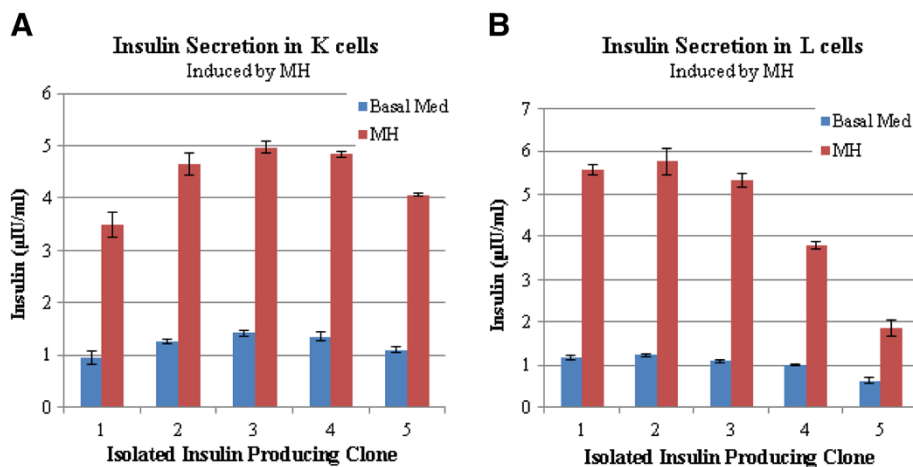 A
Insulin Secretion in K cells
Induced by MH
6
5
4
3
2
1
0
Insulin (µIU/ml)
Basal Med
MH
1 2 3 4 5
Isolated Insulin Producing Clone
B
Insulin Secretion in L cells
Induced by MH
7
6
5
4
3
2
1
0
Insulin (µIU/ml)
Basal Med
MH
1 2 3 4 5
Isolated Insulin Producing Clone